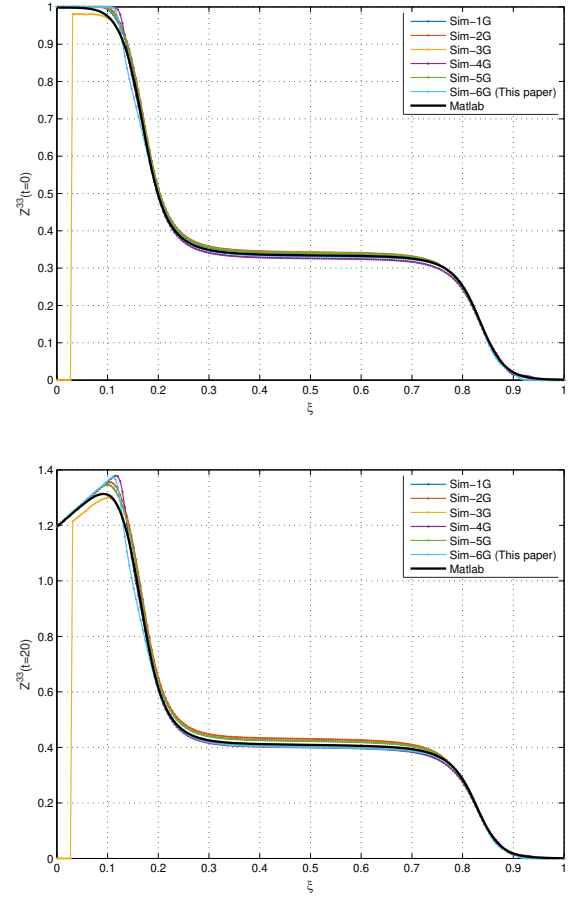 1
0.9
0.8
0.7
0.6
0.5
0.4
0.3
0.2
0.1
0
Z³³(t=0)
Sim-1G
Sim-2G
Sim-3G
Sim-4G
Sim-5G
Sim-6G (This paper)
Matlab
0 0.1 0.2 0.3 0.4 0.5 0.6 0.7 0.8 0.9 1
ξ
1.4
1.2
1
0.8
0.6
0.4
0.2
0
Z³³(t=20)
Sim-1G
Sim-2G
Sim-3G
Sim-4G
Sim-5G
Sim-6G (This paper)
Matlab
0 0.1 0.2 0.3 0.4 0.5 0.6 0.7 0.8 0.9 1
ξ